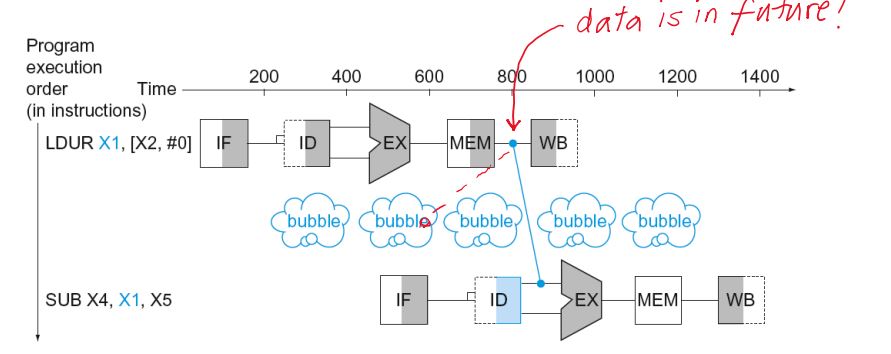 data is in future!
Program
execution
order
(in instructions)
Time
200 400 600 800 1000 1200 1400
LDUR X1, [X2, #0] IF ID EX MEM WB
bubble bubble bubble bubble bubble
SUB X4, X1, X5 IF ID EX MEM WB